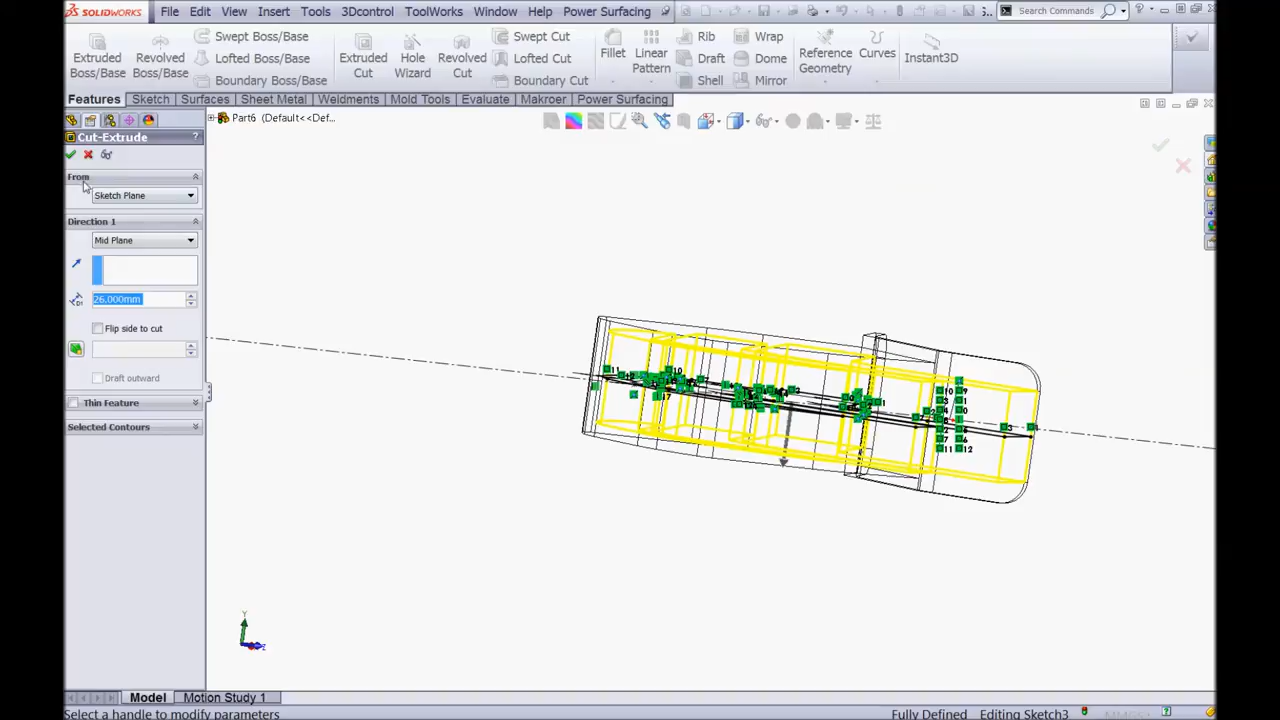 SOLIDWORKS File Edit View Insert Tools 3Dcontrol ToolWorks Window Help Power Surfacing Search Commands
Extruded Boss/Base
Revolved Boss/Base
Swept Boss/Base
Lofted Boss/Base
Boundary Boss/Base
Extruded Cut
Hole Wizard
Revolved Cut
Swept Cut
Lofted Cut
Boundary Cut
Fillet
Linear Pattern
Rib
Draft
Shell
Wrap
Dome
Mirror
Reference Geometry
Curves
Instant3D
Features Sketch Surfaces Sheet Metal Weldments Mold Tools Evaluate Makroer Power Surfacing
Part6 (Default<<Def...
Cut-Extrude ?
From
Sketch Plane
Direction 1
Mid Plane
26.000mm
Flip side to cut
Draft outward
Thin Feature
Selected Contours
Y
Z
Model Motion Study 1
Select a handle to modify parameters Fully Defined Editing Sketch3 MMGS